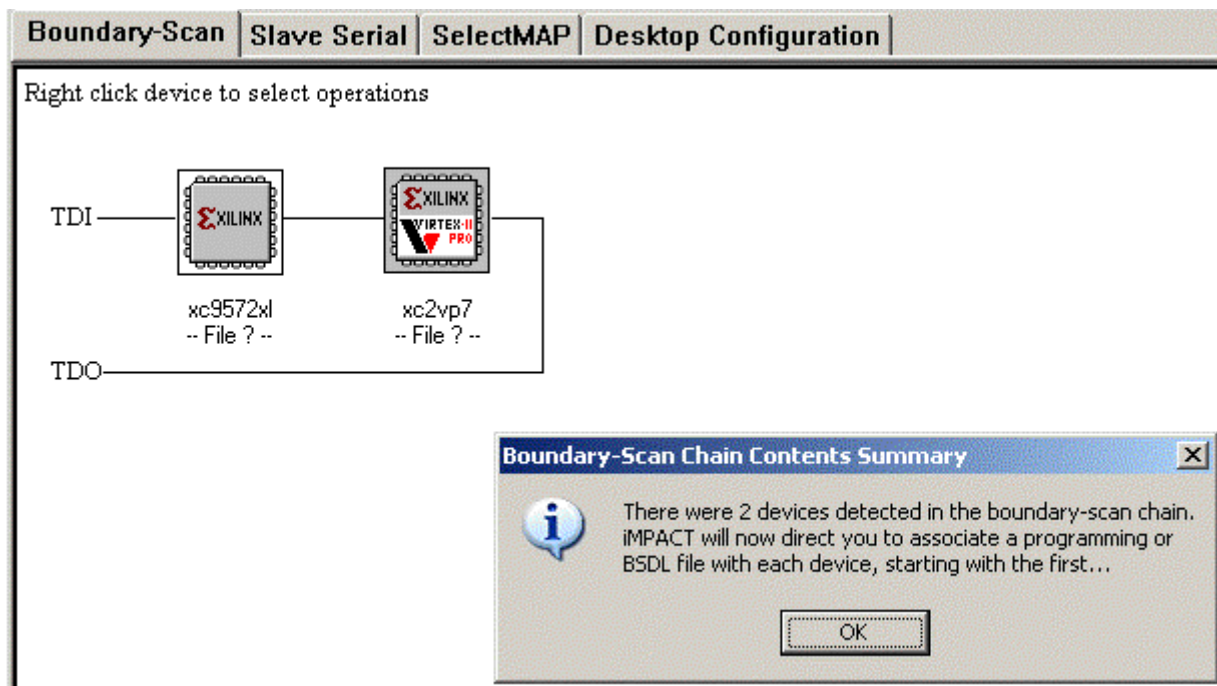 Boundary-Scan Slave Serial SelectMAP Desktop Configuration
Right click device to select operations
TDI
XILINX
XILINX
VIRTEX-II
PRO
xc9572xl xc2vp7
-- File ? -- -- File ? --
TDO
Boundary-Scan Chain Contents Summary
There were 2 devices detected in the boundary-scan chain.
iMPACT will now direct you to associate a programming or
BSDL file with each device, starting with the first...
OK